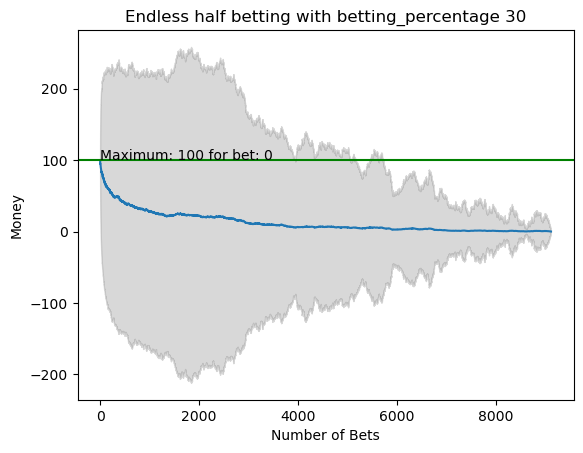 Endless half betting with betting_percentage 30
200
100
Maximum: 100 for bet: 0
0
−100
−200
Money
0
2000
4000
6000
8000
Number of Bets